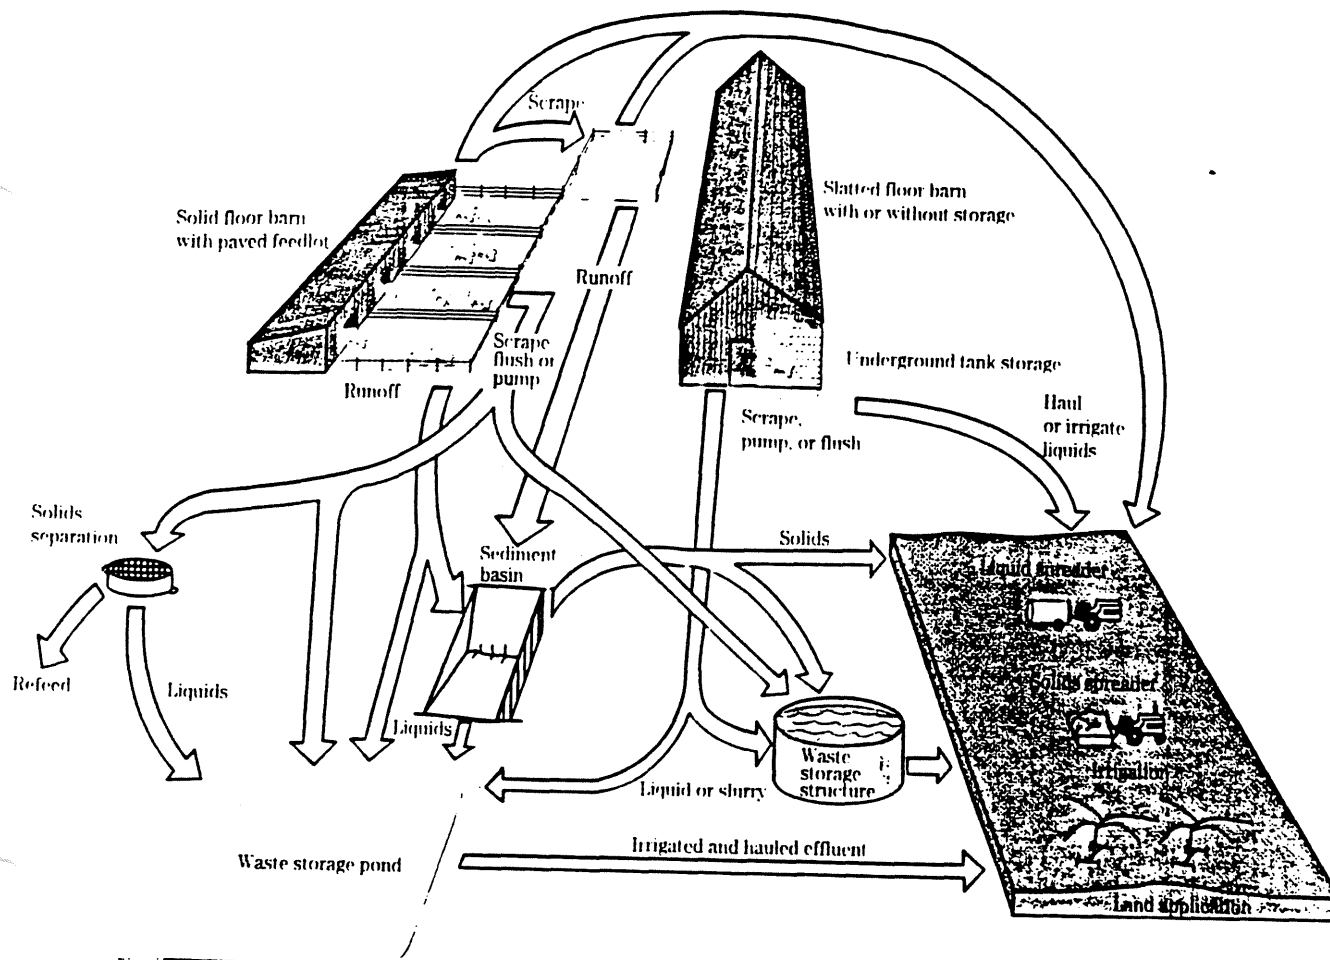 Scrape
Solid floor barn
with paved feedlot
Slatted floor barn
with or without storage
Runoff
Scrape
flush or
pump
Runoff
Underground tank storage
Scrape,
pump, or flush
Haul
or irrigate
liquids
Solids
separation
Sediment
basin
Solids
Liquid spreader
Refeed
Liquids
Solids spreader
Liquids
Waste
storage
structure
Irrigation
Liquid or slurry
Irrigated and hauled effluent
Waste storage pond
Land application